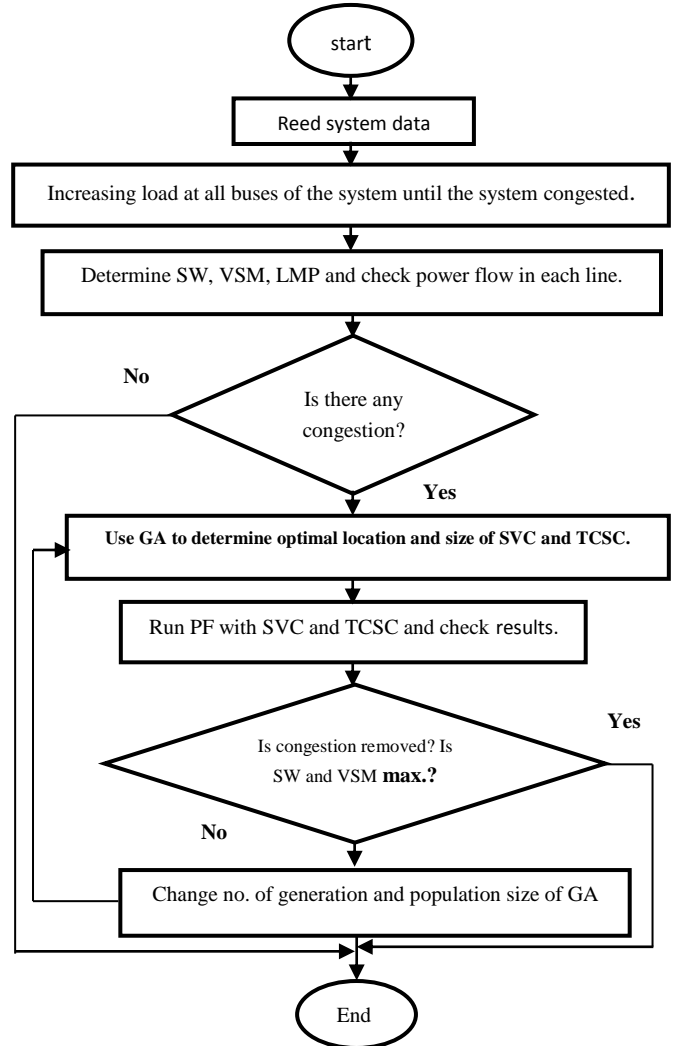 start
Reed system data
Increasing load at all buses of the system until the system congested.
Determine SW, VSM, LMP and check power flow in each line.
No
Is there any
congestion?
Yes
Use GA to determine optimal location and size of SVC and TCSC.
Run PF with SVC and TCSC and check results.
Yes
Is congestion removed? Is
SW and VSM max.?
No
Change no. of generation and population size of GA
End